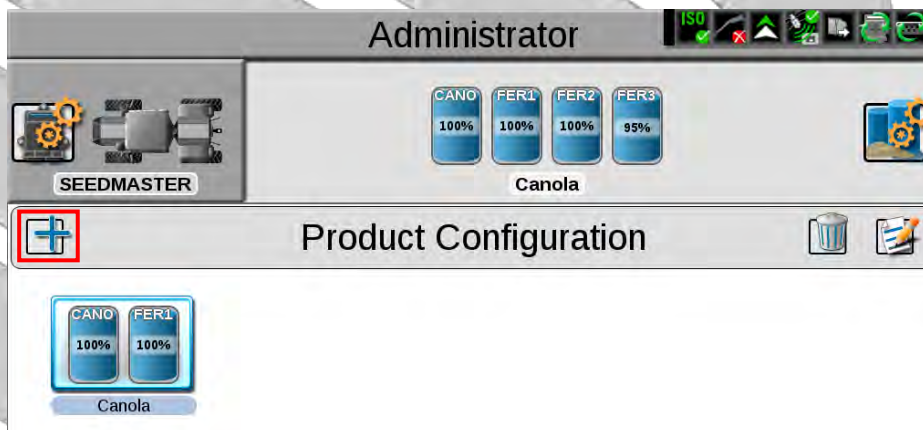 Administrator
ISO
CANO FER1 FER2 FER3
100% 100% 100% 95%
SEEDMASTER
Canola
Product Configuration
CANO FER1
100% 100%
Canola